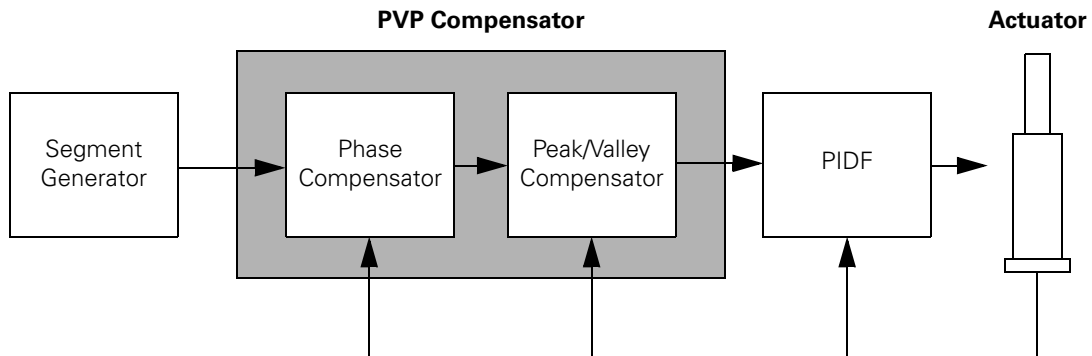 PVP Compensator
Actuator
Segment
Generator
Phase
Compensator
Peak/Valley
Compensator
PIDF